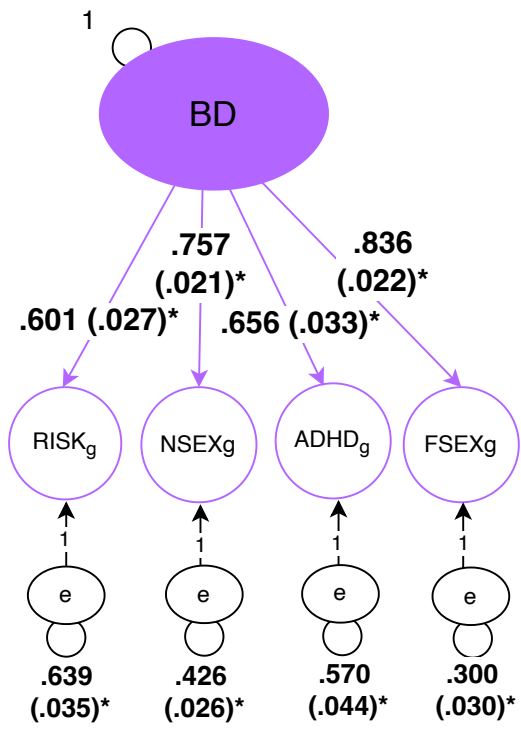 1
BD
.757
(.021)*
.836
(.022)*
.601 (.027)*
.656 (.033)*
RISKg
NSEXg
ADHDg
FSEXg
1
1
1
1
e
e
e
e
.639
(.035)*
.426
(.026)*
.570
(.044)*
.300
(.030)*